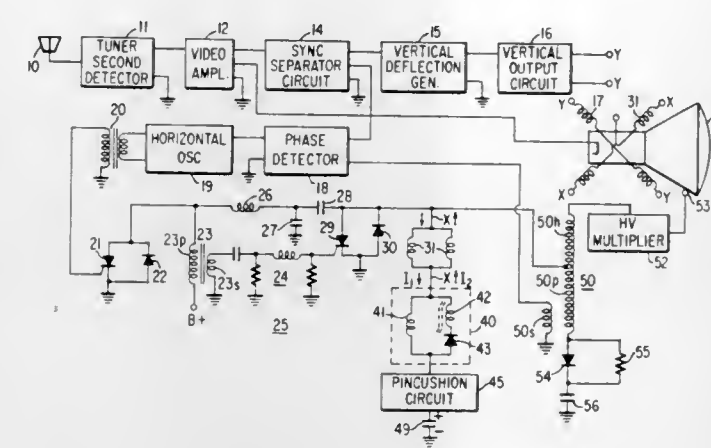 11
12
14
15
16
10
TUNER
SECOND
DETECTOR
VIDEO
AMPL.
SYNC
SEPARATOR
CIRCUIT
VERTICAL
DEFLECTION
GEN.
VERTICAL
OUTPUT
CIRCUIT
Y
Y
Y
17
31
X
X
Y
53
20
HORIZONTAL
OSC
19
PHASE
DETECTOR
18
26
28
27
29
30
21
22
23p
23
23s
24
25
B+
X
31
I1
X
I2
41
42
40
43
PINCUSHION
CIRCUIT
45
49
+
-
HV
MULTIPLIER
52
50h
50p
50
50s
54
55
56